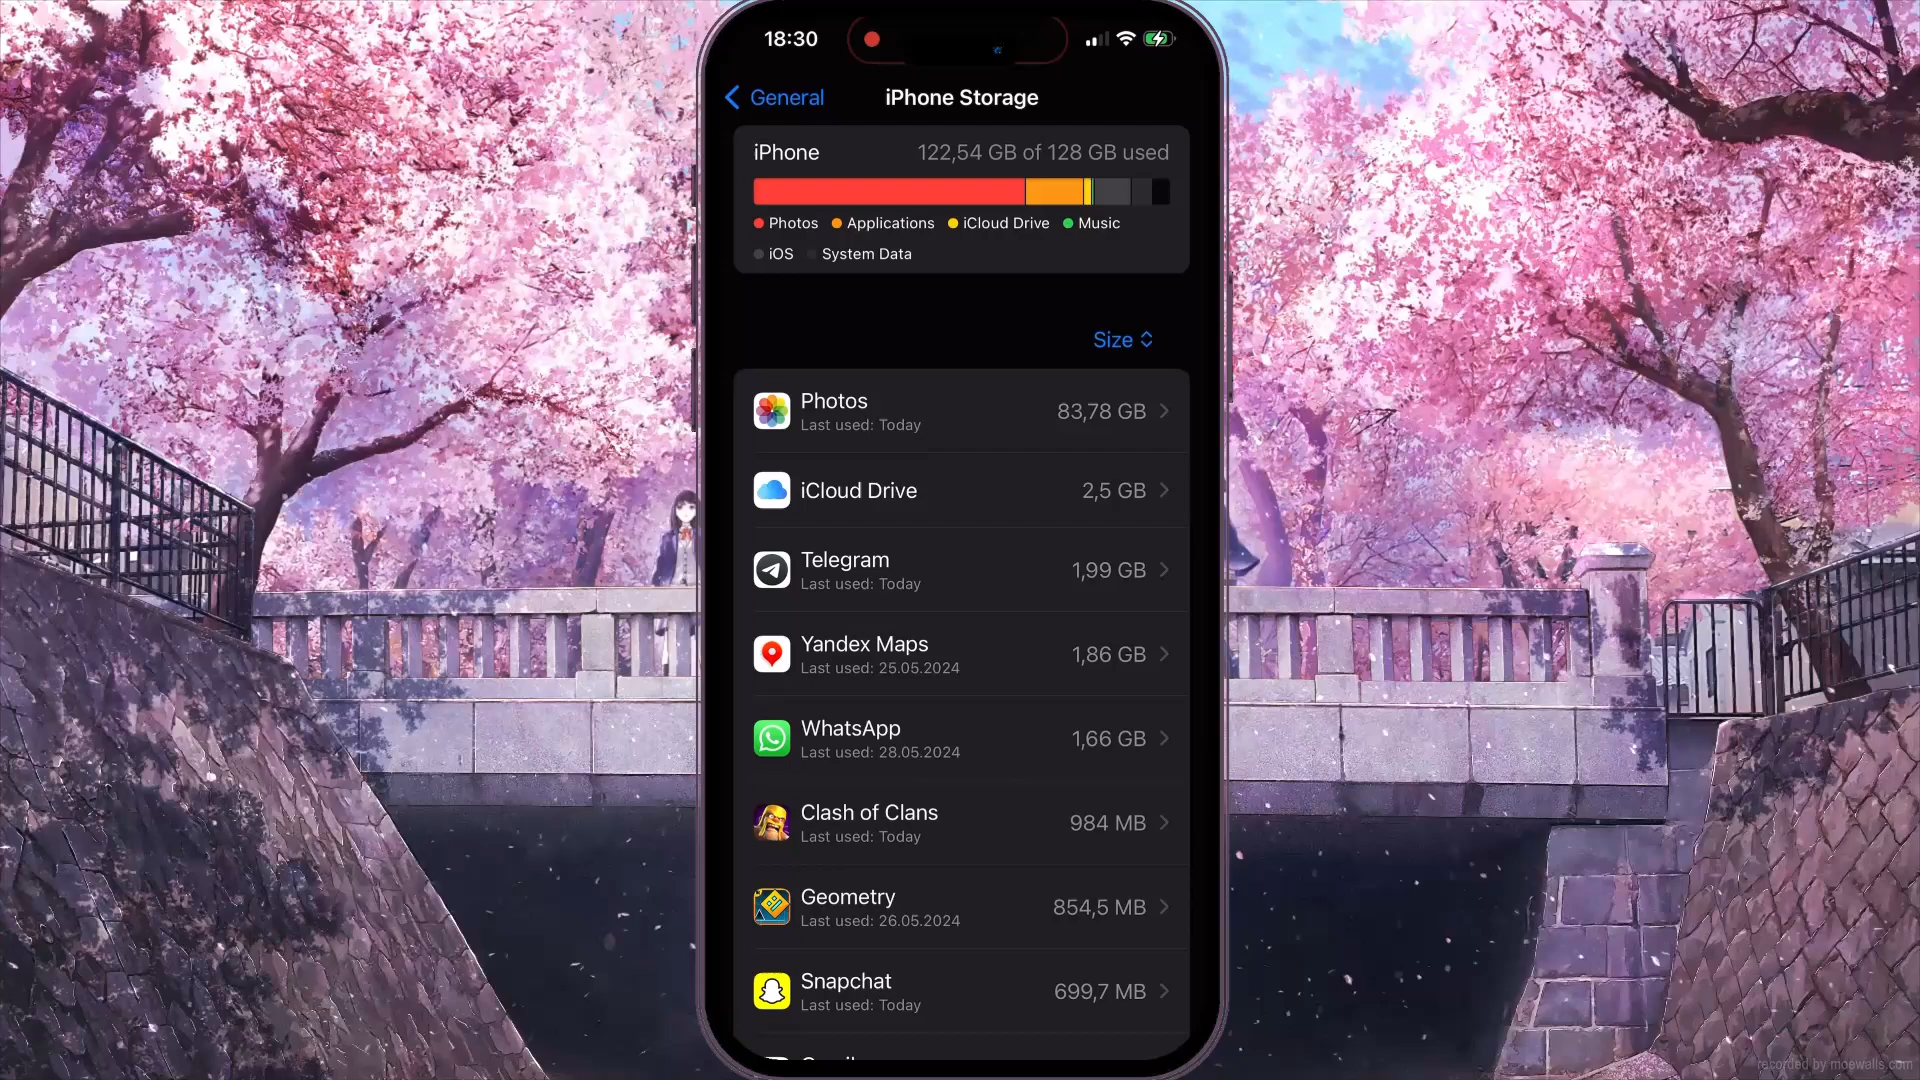 18:30
General
iPhone Storage
iPhone
122,54 GB of 128 GB used
Photos
Applications
iCloud Drive
Music
iOS
System Data
Size
Photos
Last used: Today
83,78 GB
iCloud Drive
2,5 GB
Telegram
Last used: Today
1,99 GB
Yandex Maps
Last used: 25.05.2024
1,86 GB
WhatsApp
Last used: 28.05.2024
1,66 GB
Clash of Clans
Last used: Today
984 MB
Geometry
Last used: 26.05.2024
854,5 MB
Snapchat
Last used: Today
699,7 MB
recorded by moewalls.com